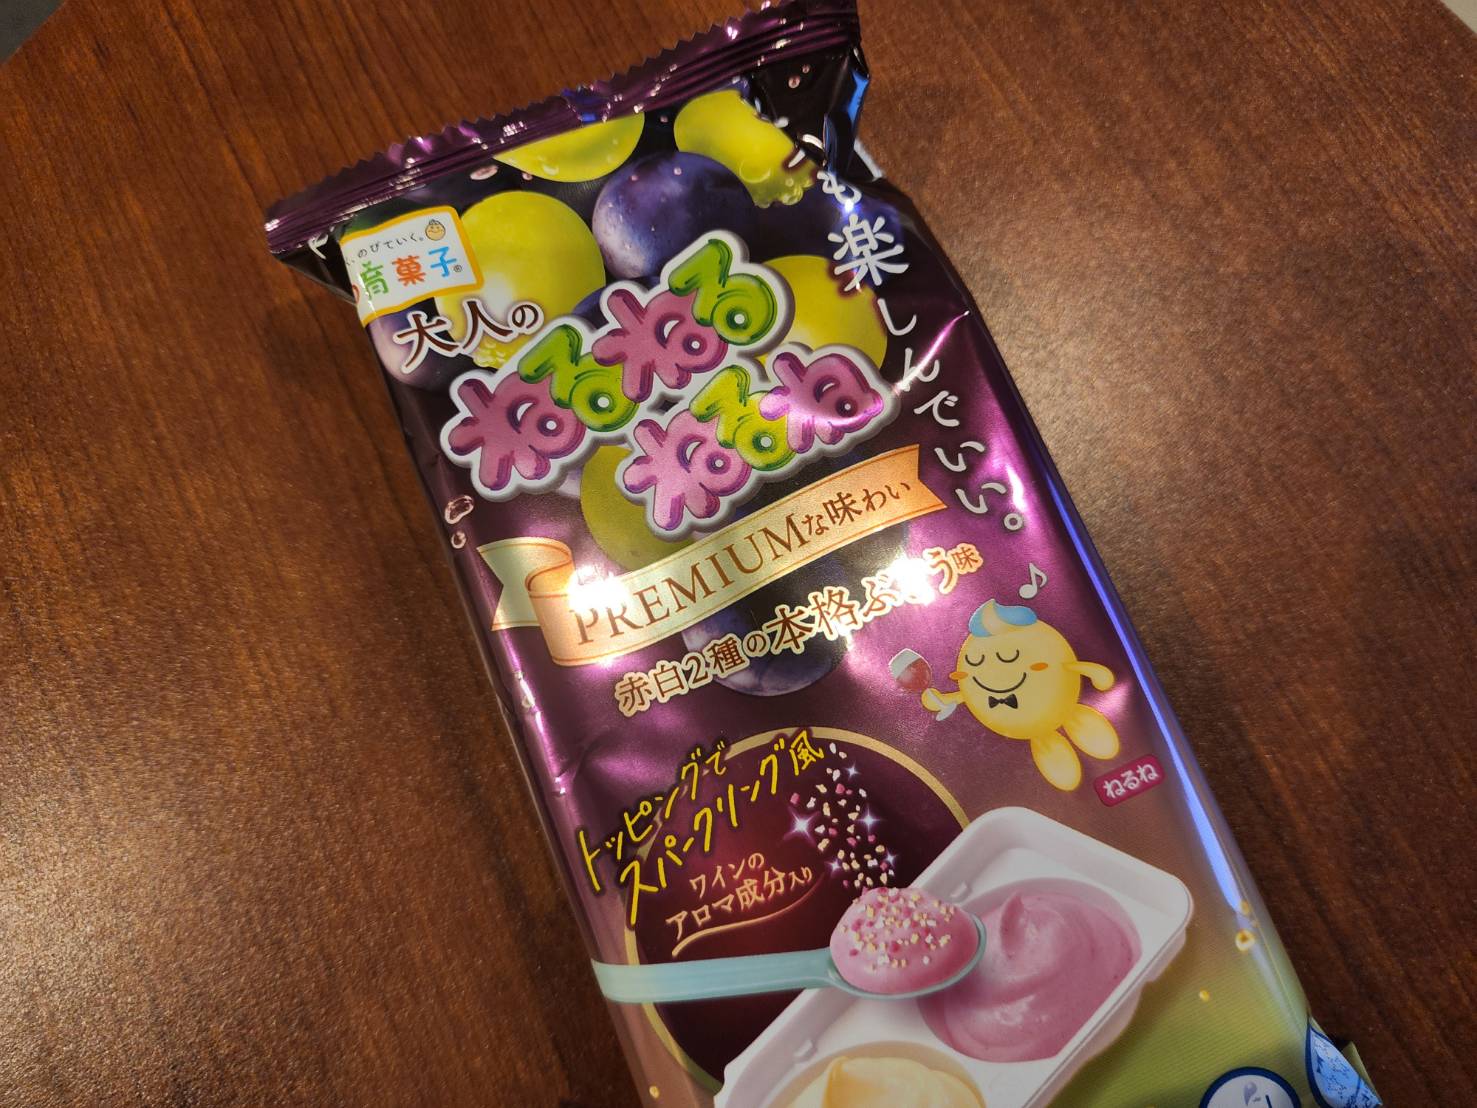 のびていく。
育菓子®
も楽しんでいい。
大人の
ねるねる
ねるね
PREMIUMな味わい
赤白2種の本格ぶどう味
トッピングで
スパークリング風
ワインの
アロマ成分入り
ねるね